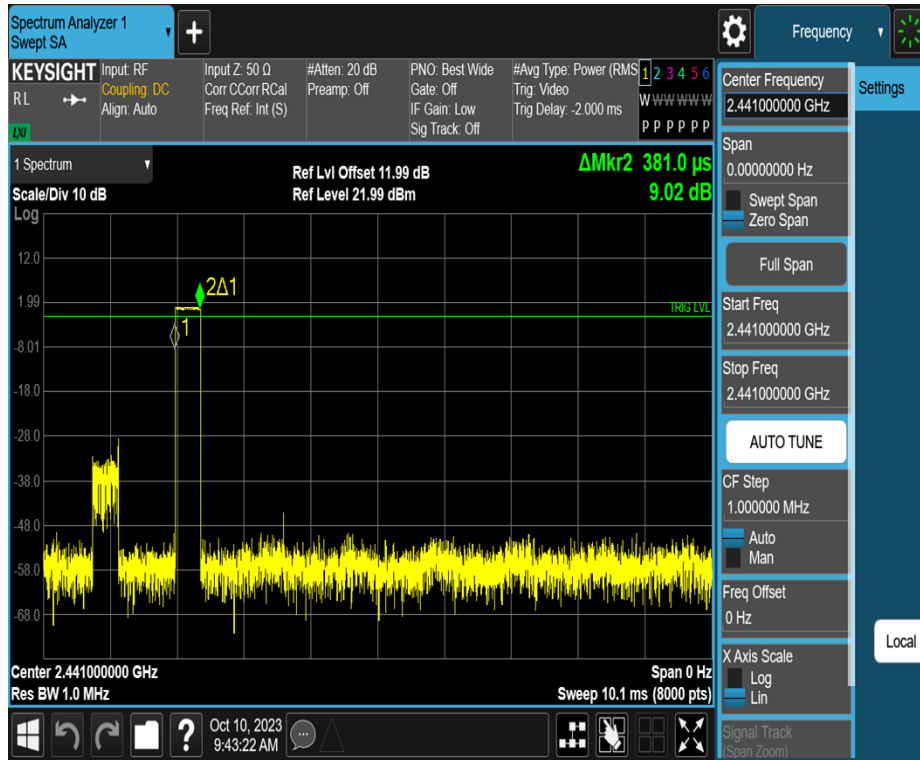 Spectrum Analyzer 1
Swept SA
+
Frequency
KEYSIGHT
RL
LXI
Input: RF
Coupling: DC
Align: Auto
Input Z: 50 Ω
Corr CCorr RCal
Freq Ref: Int (S)
#Atten: 20 dB
Preamp: Off
PNO: Best Wide
Gate: Off
IF Gain: Low
Sig Track: Off
#Avg Type: Power (RMS
Trig: Video
Trig Delay: -2.000 ms
1 2 3 4 5 6
W W W W W W
P P P P P P
1 Spectrum
Scale/Div 10 dB
Log
Ref Lvl Offset 11.99 dB
Ref Level 21.99 dBm
ΔMkr2 381.0 µs
9.02 dB
12.0
1.99
-8.01
-18.0
-28.0
-38.0
-48.0
-58.0
-68.0
2Δ1
1
TRIG LVL
Center 2.441000000 GHz
Res BW 1.0 MHz
Span 0 Hz
Sweep 10.1 ms (8000 pts)
?
Oct 10, 2023
9:43:22 AM
Center Frequency
2.441000000 GHz
Span
0.00000000 Hz
Swept Span
Zero Span
Full Span
Start Freq
2.441000000 GHz
Stop Freq
2.441000000 GHz
AUTO TUNE
CF Step
1.000000 MHz
Auto
Man
Freq Offset
0 Hz
X Axis Scale
Log
Lin
Signal Track
(Span Zoom)
Settings
Local